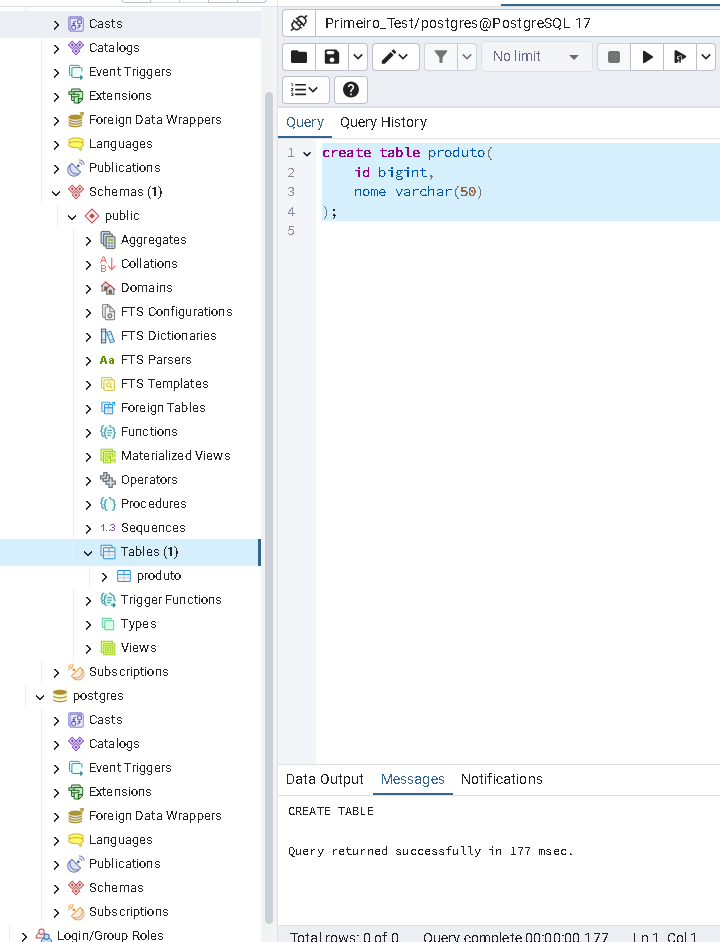 Casts
Catalogs
Event Triggers
Extensions
Foreign Data Wrappers
Languages
Publications
Schemas (1)
public
Aggregates
Collations
Domains
FTS Configurations
FTS Dictionaries
Aa FTS Parsers
FTS Templates
Foreign Tables
Functions
Materialized Views
Operators
Procedures
1..3 Sequences
Tables (1)
produto
Trigger Functions
Types
Views
Subscriptions
postgres
Casts
Catalogs
Event Triggers
Extensions
Foreign Data Wrappers
Languages
Publications
Schemas
Subscriptions
Login/Group Roles
Primeiro_Test/postgres@PostgreSQL 17
No limit
Query Query History
1 create table produto(
2 id bigint,
3 nome varchar(50)
4 );
5
Data Output Messages Notifications
CREATE TABLE
Query returned successfully in 177 msec.
Total rows: 0 of 0 Query complete 00:00:00.177 Ln 1, Col 1